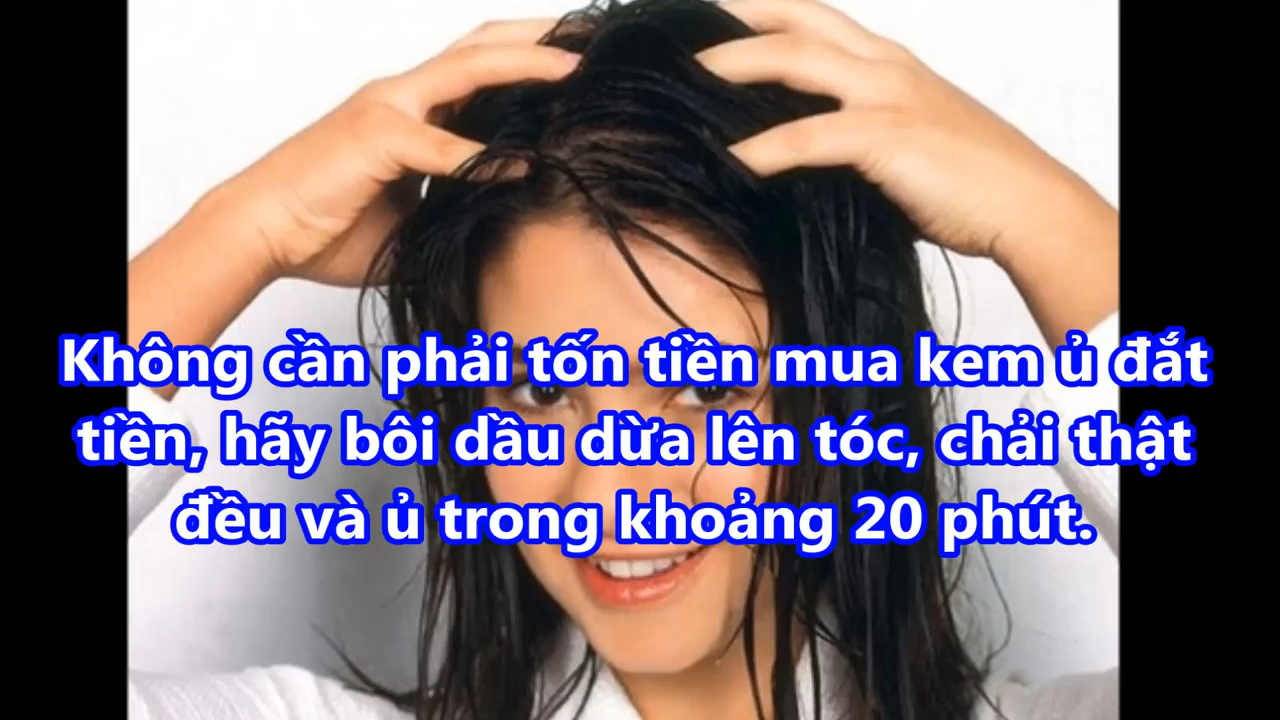 Không cần phải tốn tiền mua kem ủ đắt
tiền, hãy bôi dầu dừa lên tóc, chải thật
đều và ủ trong khoảng 20 phút.